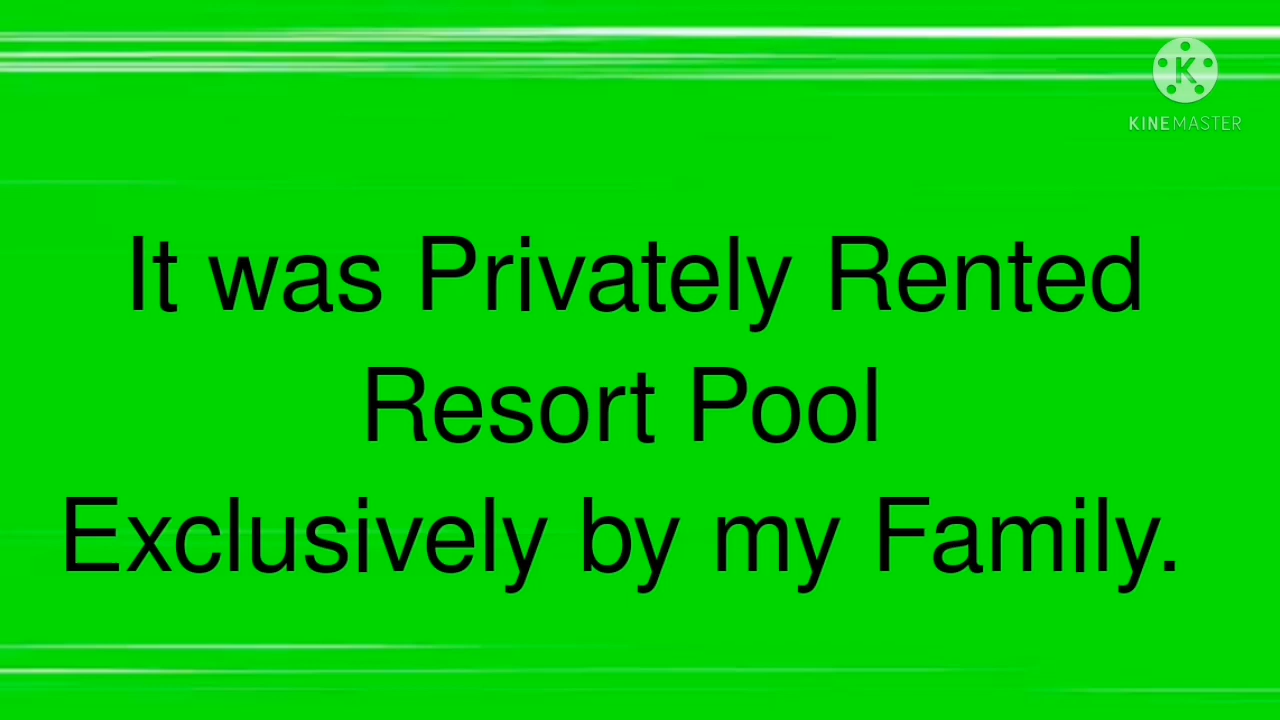 K
KINEMASTER
It was Privately Rented
Resort Pool
Exclusively by my Family.